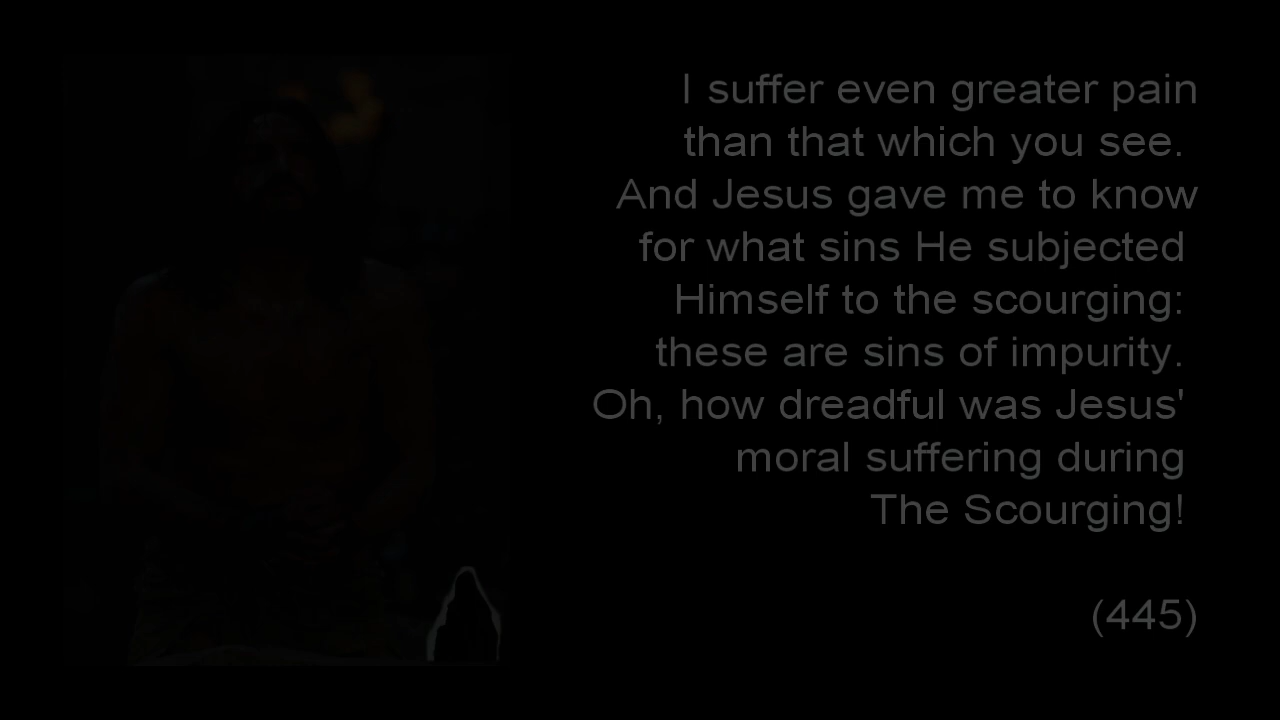 I suffer even greater pain
than that which you see.
And Jesus gave me to know
for what sins He subjected
Himself to the scourging:
these are sins of impurity.
Oh, how dreadful was Jesus'
moral suffering during
The Scourging!
(445)